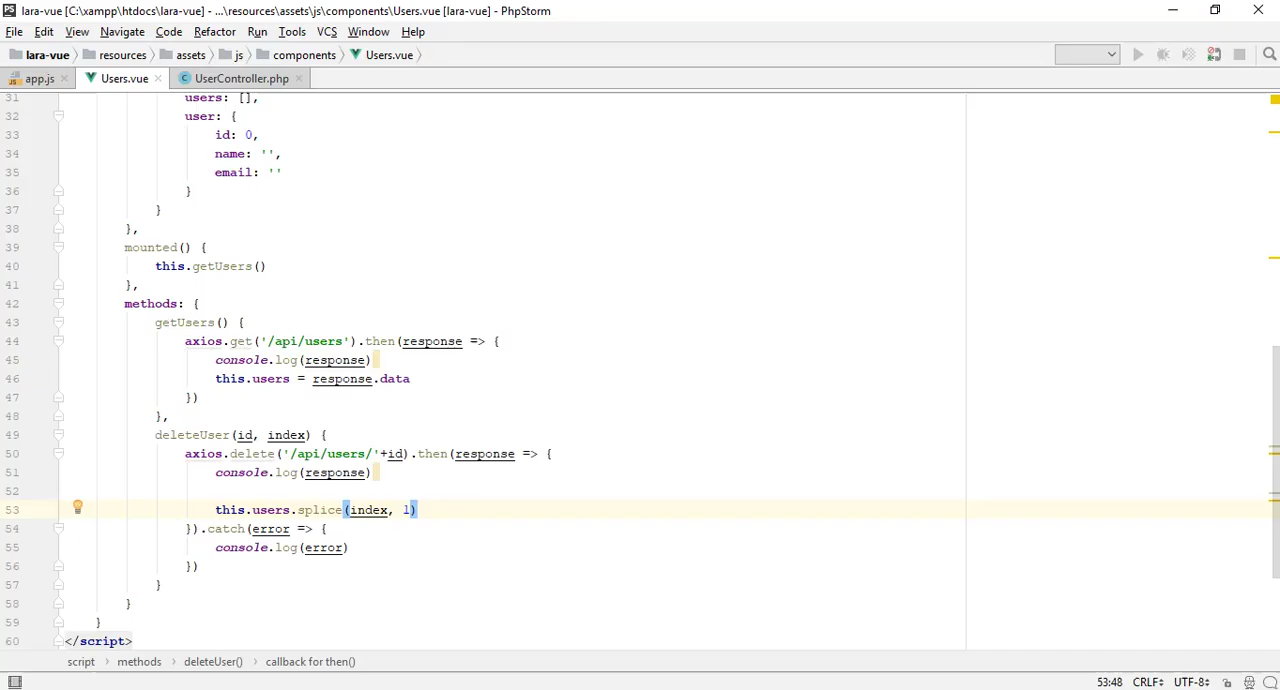 lara-vue [C:\xampp\htdocs\lara-vue] - ...\resources\assets\js\components\Users.vue [lara-vue] - PhpStorm
File Edit View Navigate Code Refactor Run Tools VCS Window Help
lara-vue resources assets js components Users.vue
app.js Users.vue UserController.php
31 users: [],
32 user: {
33 id: 0,
34 name: '',
35 email: ''
36 }
37 }
38 },
39 mounted() {
40 this.getUsers()
41 },
42 methods: {
43 getUsers() {
44 axios.get('/api/users').then(response => {
45 console.log(response)
46 this.users = response.data
47 })
48 },
49 deleteUser(id, index) {
50 axios.delete('/api/users/'+id).then(response => {
51 console.log(response)
52
53 this.users.splice(index, 1)
54 }).catch(error => {
55 console.log(error)
56 })
57 }
58 }
59 }
60 </script>
script methods deleteUser() callback for then()
53:48 CRLF UTF-8